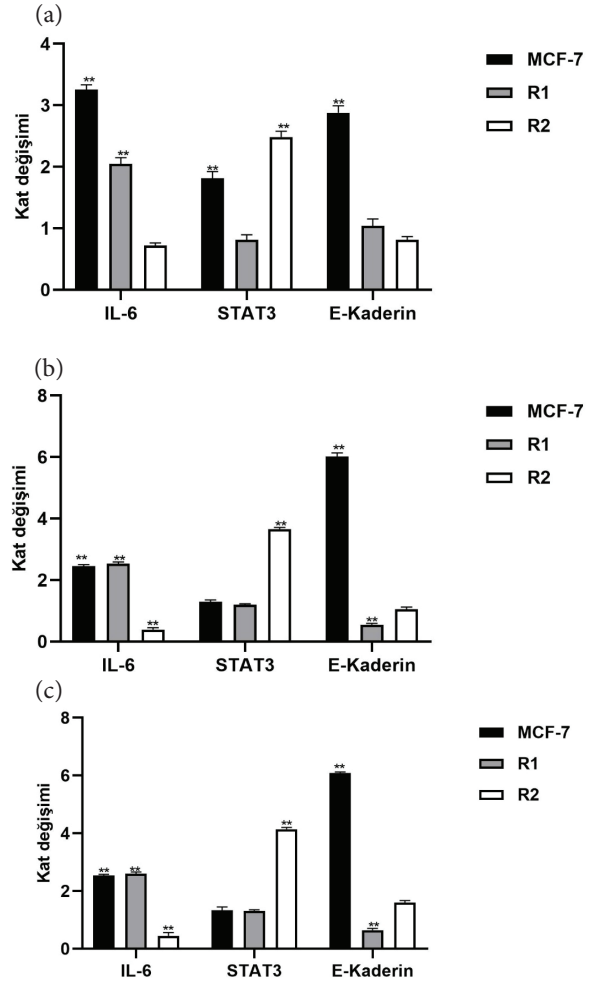 (a)
Kat değişimi
4
3
2
1
0
**
**
**
**
**
IL-6
STAT3
E-Kaderin
MCF-7
R1
R2
(b)
Kat değişimi
8
6
4
2
0
**
**
**
**
**
**
IL-6
STAT3
E-Kaderin
MCF-7
R1
R2
(c)
Kat değişimi
8
6
4
2
0
**
**
**
**
**
**
IL-6
STAT3
E-Kaderin
MCF-7
R1
R2